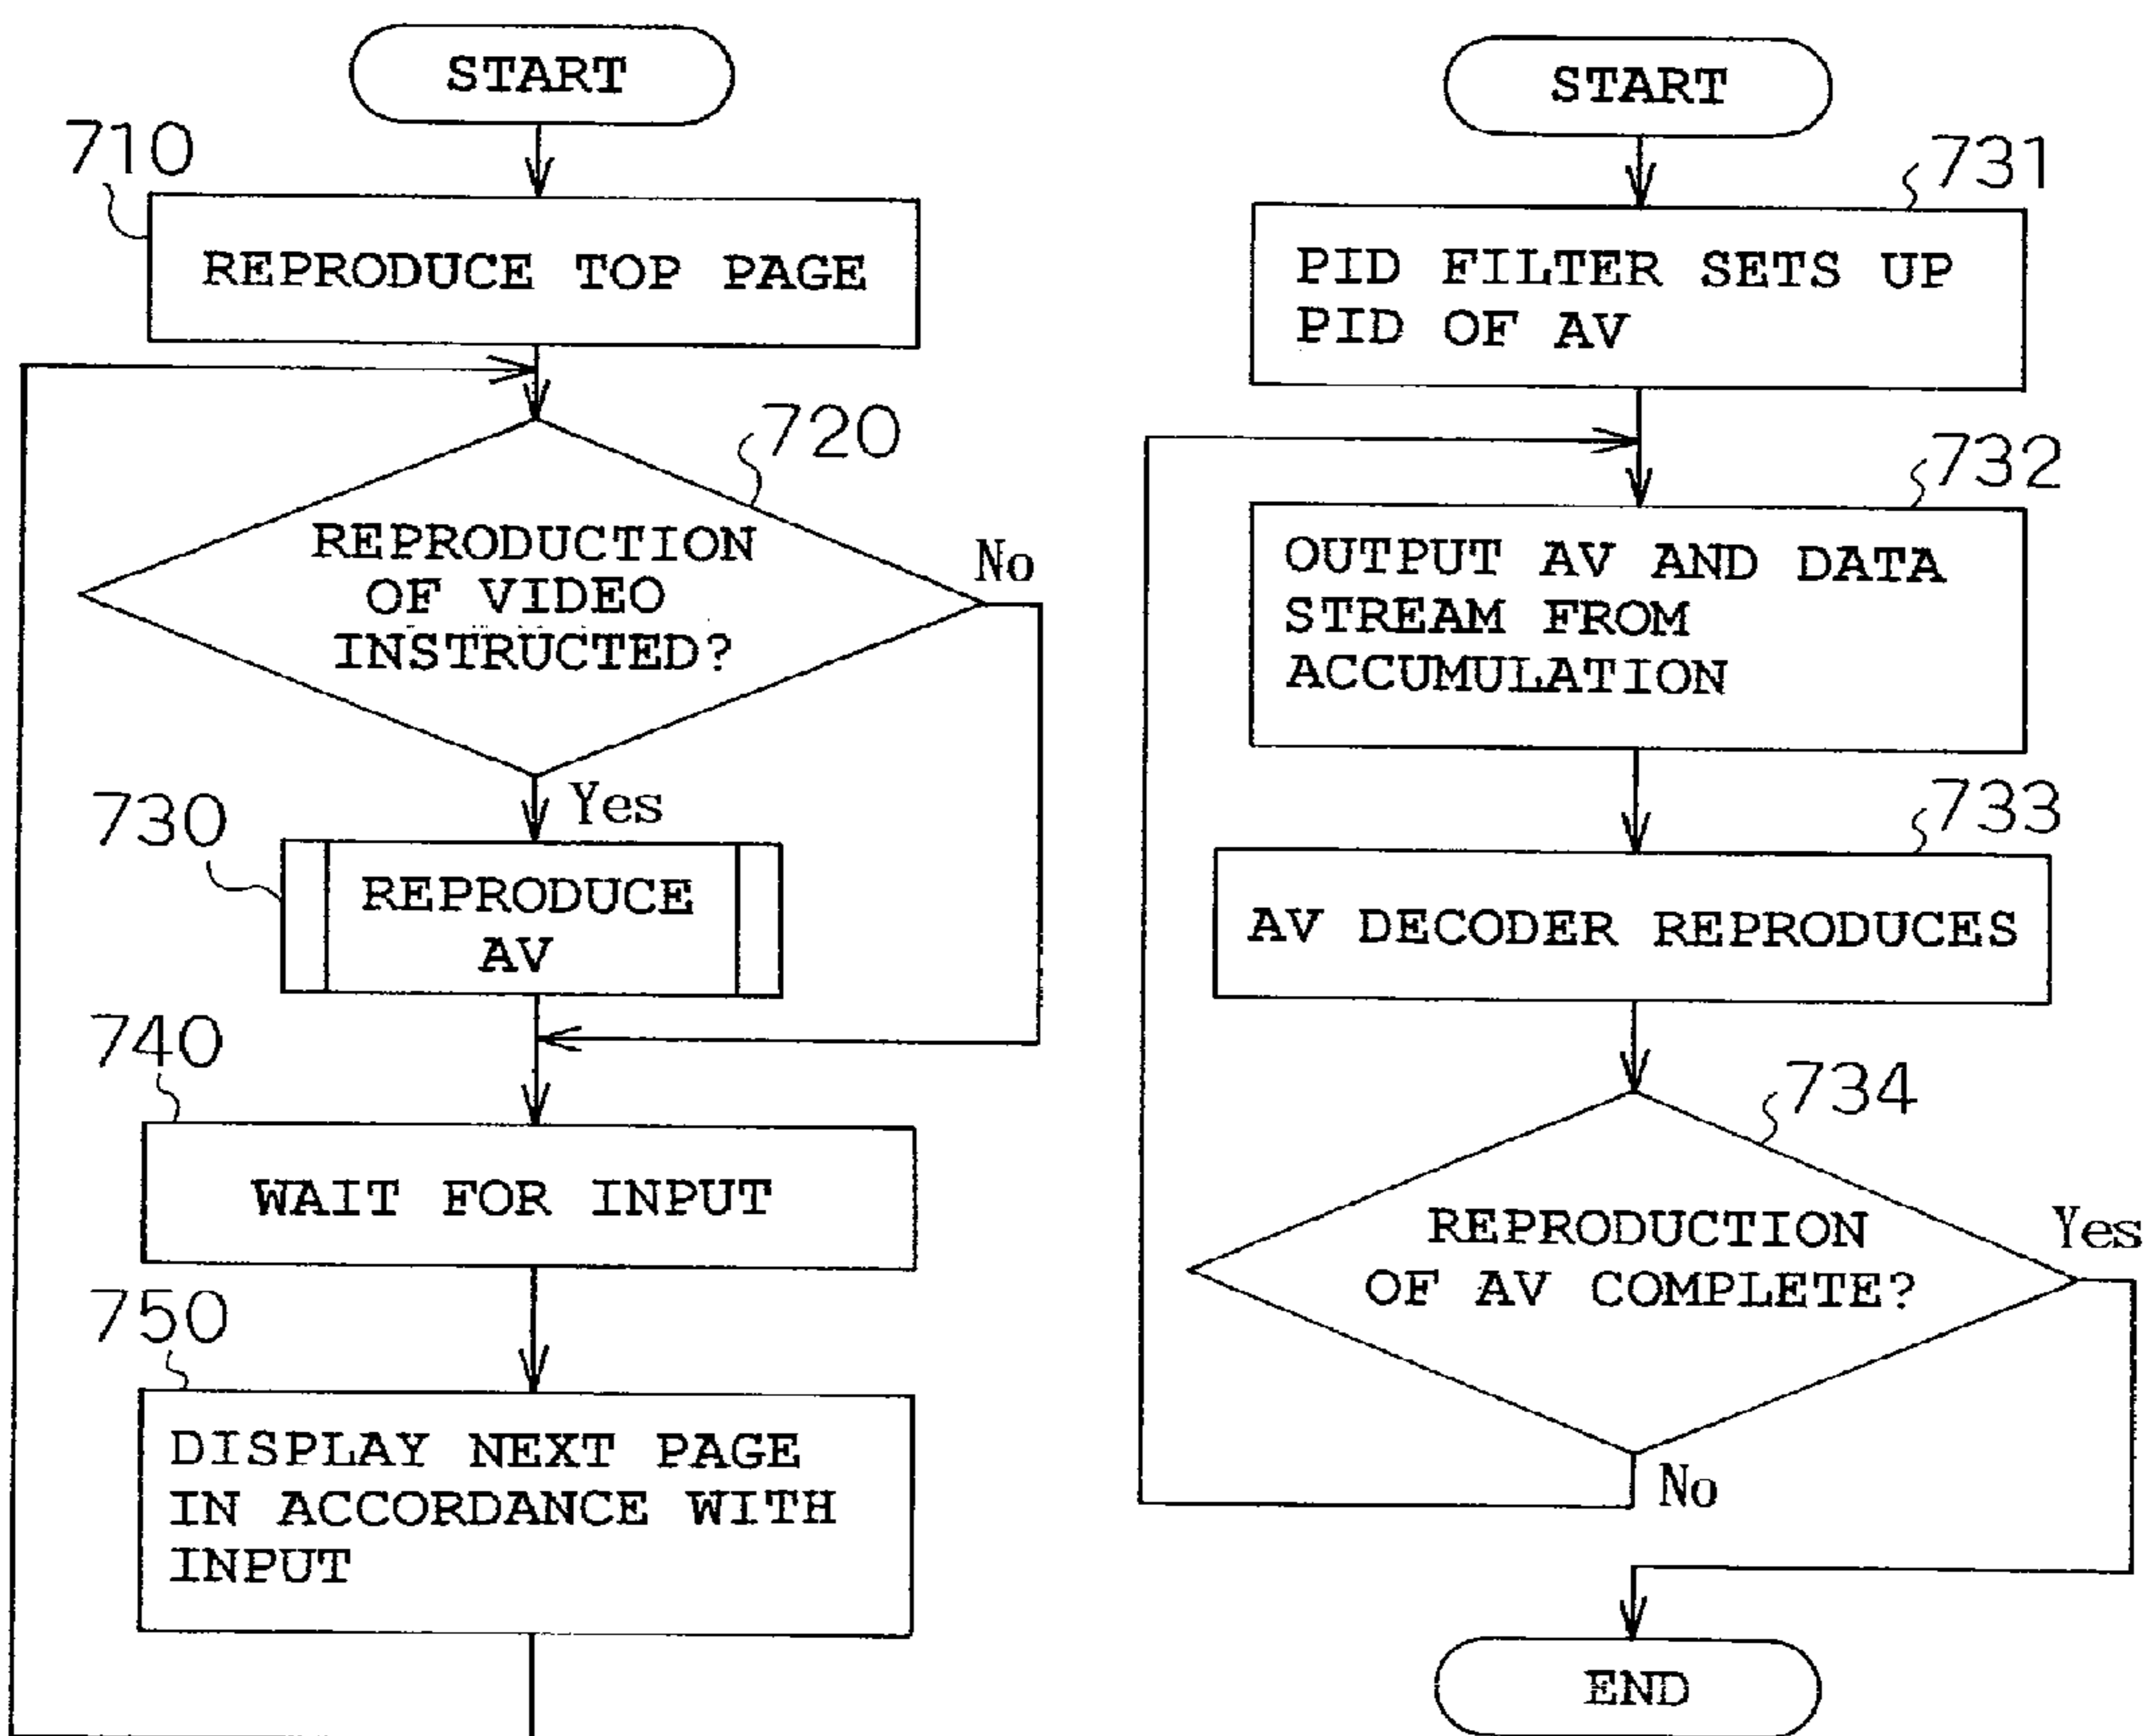 START
710
REPRODUCE TOP PAGE
720
REPRODUCTION
OF VIDEO
INSTRUCTED?
No
Yes
730
REPRODUCE
AV
740
WAIT FOR INPUT
750
DISPLAY NEXT PAGE
IN ACCORDANCE WITH
INPUT
START
731
PID FILTER SETS UP
PID OF AV
732
OUTPUT AV AND DATA
STREAM FROM
ACCUMULATION
733
AV DECODER REPRODUCES
734
REPRODUCTION
OF AV COMPLETE?
Yes
No
END